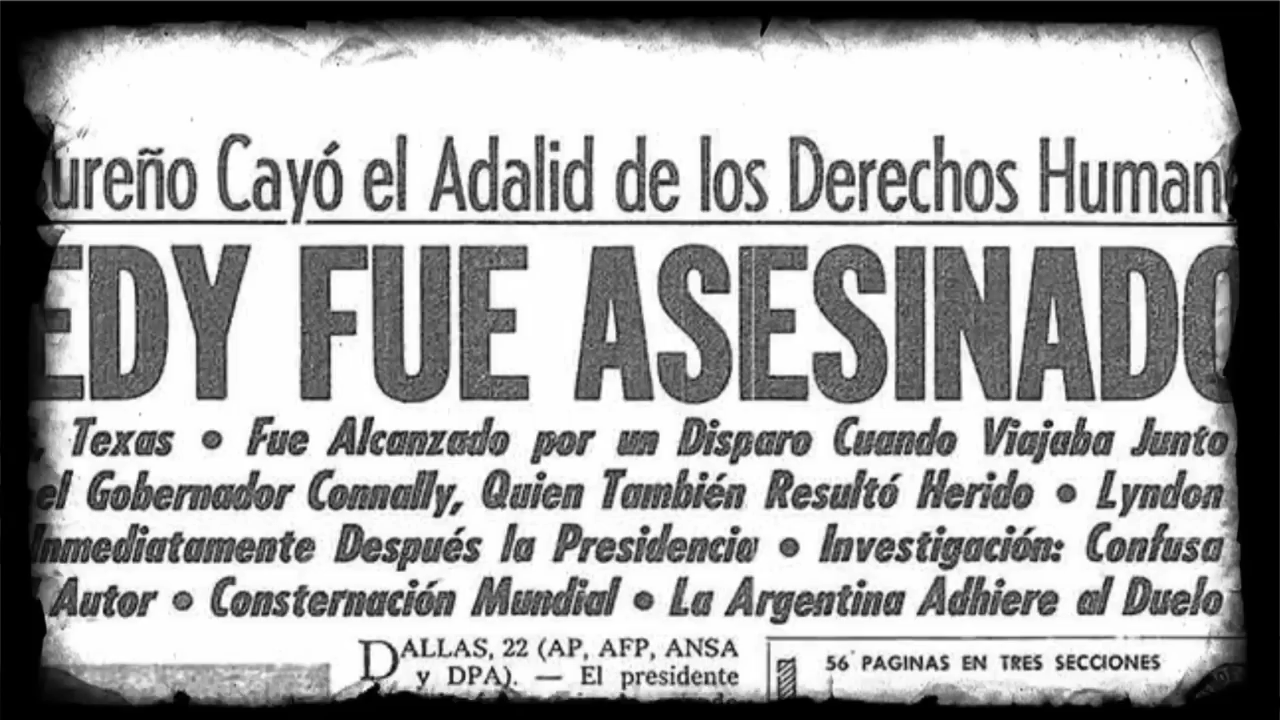 ureño Cayó el Adalid de los Derechos Human
EDY FUE ASESINADO
, Texas • Fue Alcanzado por un Disparo Cuando Viajaba Junto
el Gobernador Connally, Quien También Resultó Herido • Lyndon
Inmediatamente Después la Presidencia • Investigación: Confusa
Autor • Consternación Mundial • La Argentina Adhiere al Duelo
DALLAS, 22 (AP, AFP, ANSA
y DPA). — El presidente
56 PAGINAS EN TRES SECCIONES